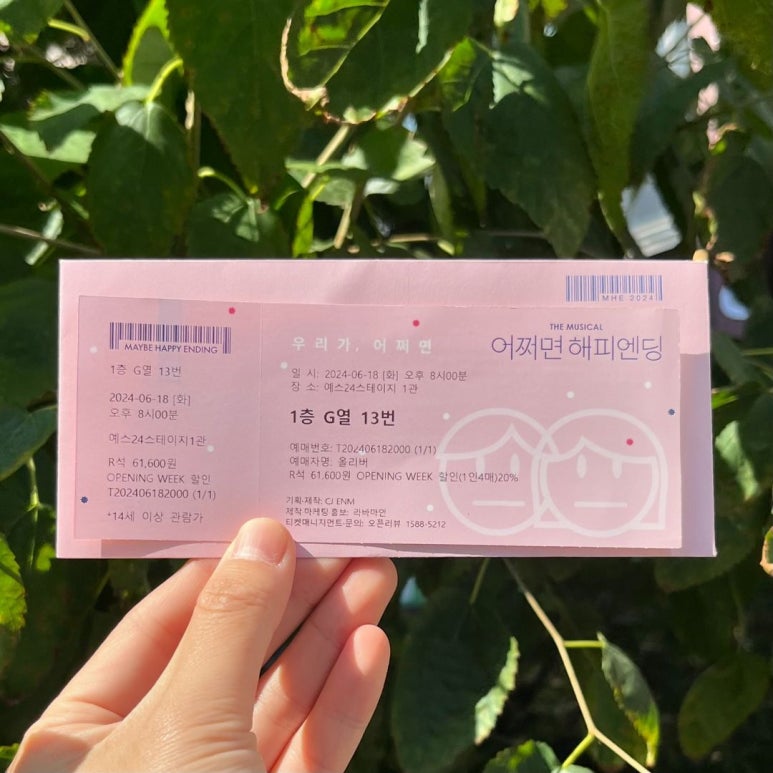 MHE 2024
MAYBE HAPPY ENDING
1층 G열 13번
2024-06-18 [화]
오후 8시00분
예스24스테이지1관
R석 61,600원
OPENING WEEK 할인
T202406182000 (1/1)
*14세 이상 관람가
우리가, 어쩌면
THE MUSICAL
어쩌면 해피엔딩
일 시: 2024-06-18 [화] 오후 8시00분
장 소: 예스24스테이지 1관
1층 G열 13번
예매번호: T202406182000 (1/1)
예매자명: 올리버
R석 61,600원 OPENING WEEK 할인(1인4매)20%
기획·제작: CJ ENM
제작·마케팅·홍보: 라바마인
티켓매니지먼트·문의: 오픈리뷰 1588-5212